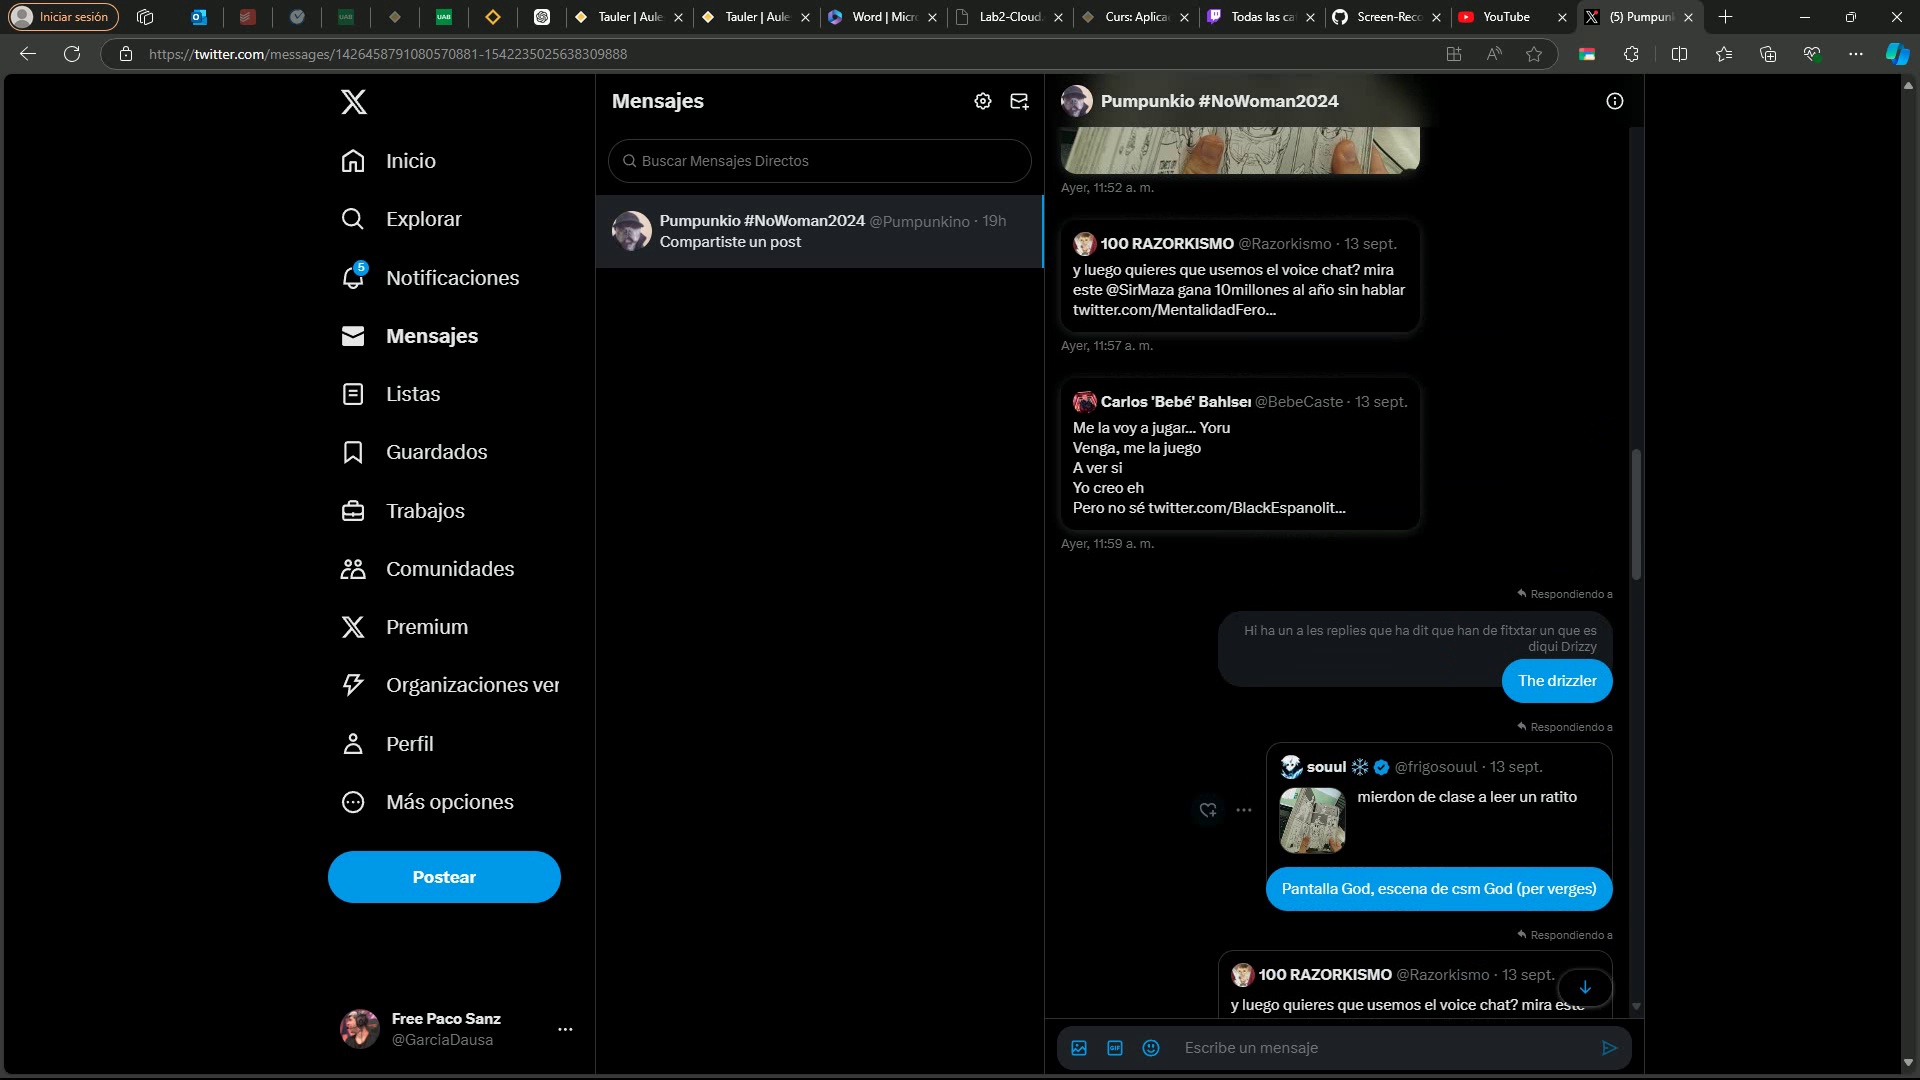 Iniciar sesión
UAB
UAB
Tauler | Aule
Tauler | Aule
Word | Micr
Lab2-Cloud.
Curs: Aplica
Todas las ca
Screen-Reco
YouTube
(5) Pumpun
https://twitter.com/messages/1426458791080570881-1542235025638309888
Inicio
Explorar
5
Notificaciones
Mensajes
Listas
Guardados
Trabajos
Comunidades
Premium
Organizaciones ver
Perfil
Más opciones
Postear
Free Paco Sanz
@GarciaDausa
Mensajes
Buscar Mensajes Directos
Pumpunkio #NoWoman2024 @Pumpunkino · 19h
Compartiste un post
Pumpunkio #NoWoman2024
Ayer, 11:52 a. m.
100 RAZORKISMO @Razorkismo · 13 sept.
y luego quieres que usemos el voice chat? mira
este @SirMaza gana 10millones al año sin hablar
twitter.com/MentalidadFero...
Ayer, 11:57 a. m.
Carlos 'Bebé' Bahlser @BebeCaste · 13 sept.
Me la voy a jugar... Yoru
Venga, me la juego
A ver si
Yo creo eh
Pero no sé twitter.com/BlackEspanolit...
Ayer, 11:59 a. m.
Respondiendo a
Hi ha un a les replies que ha dit que han de fitxtar un que es
diqui Drizzy
The drizzler
Respondiendo a
souul @frigosouul · 13 sept.
mierdon de clase a leer un ratito
Pantalla God, escena de csm God (per verges)
Respondiendo a
100 RAZORKISMO @Razorkismo · 13 sept.
y luego quieres que usemos el voice chat? mira este
GIF
Escribe un mensaje